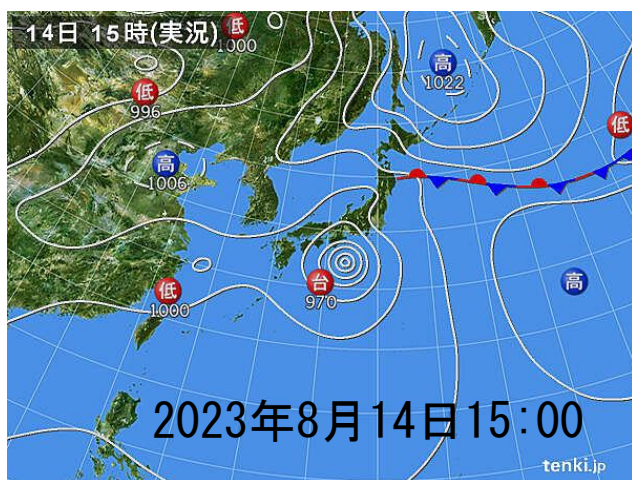 14日 15時(実況)
低
1000
高
1022
低
996
低
高
1006
高
低
1000
台
970
2023年8月14日15:00
tenki.jp